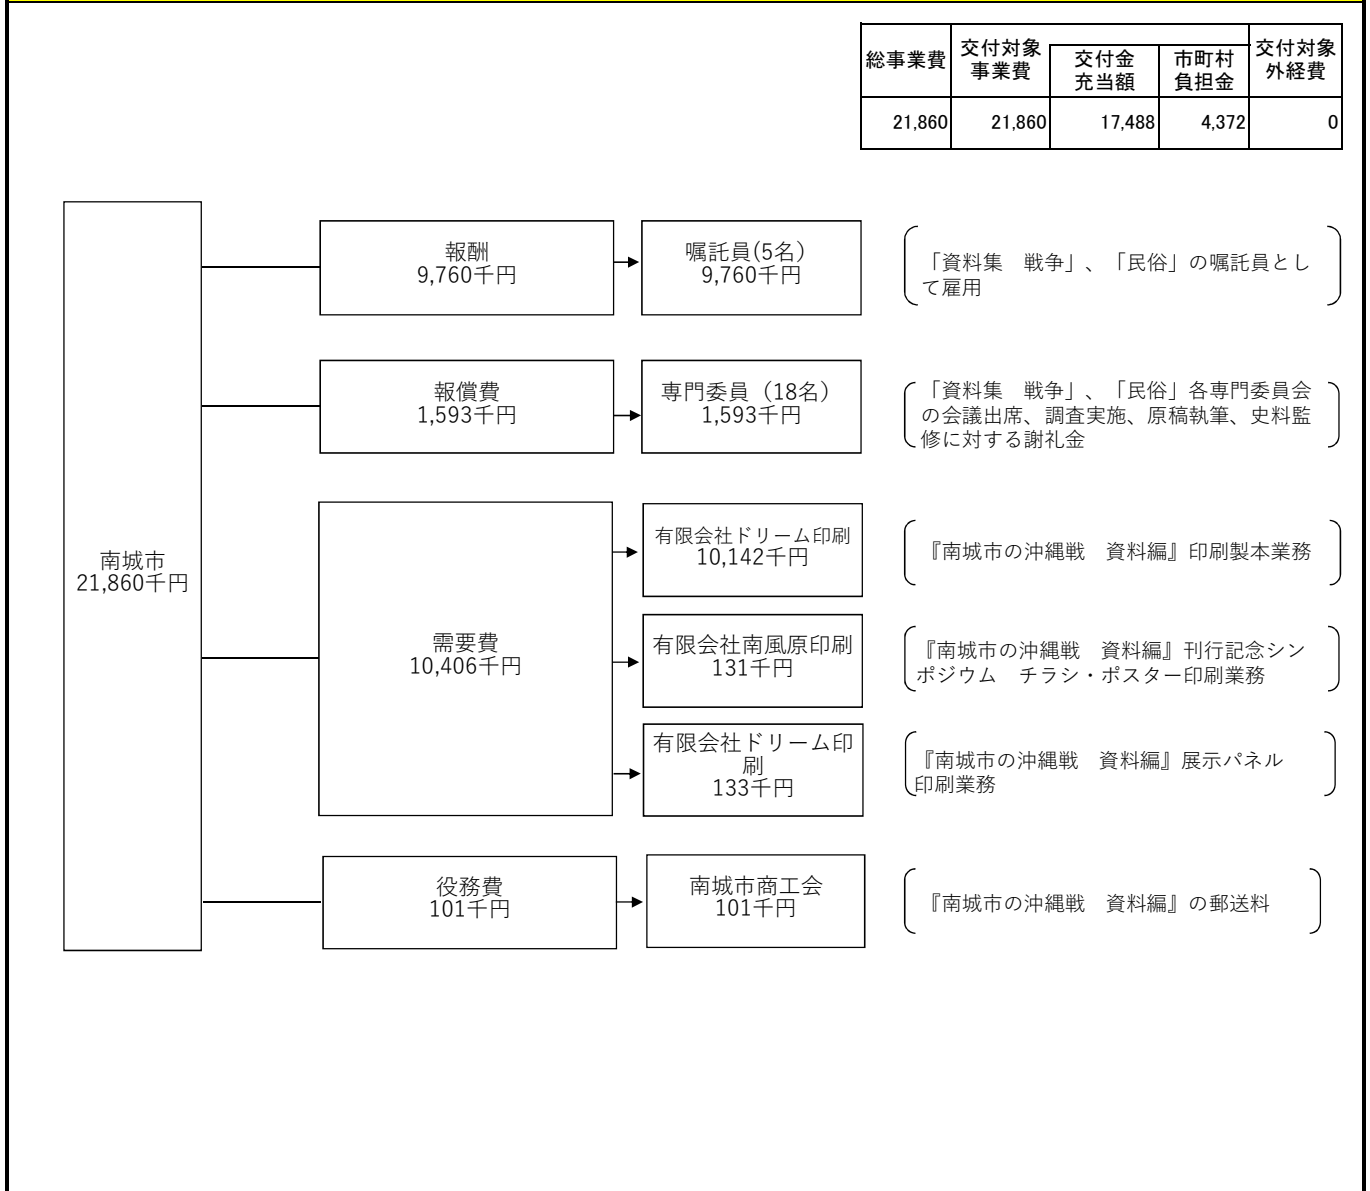 総事業費
交付対象
事業費
交付金
充当額
市町村
負担金
交付対象
外経費
21,860
21,860
17,488
4,372
0
南城市
21,860千円
報酬
9,760千円
嘱託員(5名)
9,760千円
「資料集　戦争」、「民俗」の嘱託員とし
て雇用
報償費
1,593千円
専門委員（18名）
1,593千円
「資料集　戦争」、「民俗」各専門委員会
の会議出席、調査実施、原稿執筆、史料監
修に対する謝礼金
需要費
10,406千円
有限会社ドリーム印刷
10,142千円
『南城市の沖縄戦　資料編』印刷製本業務
有限会社南風原印刷
131千円
『南城市の沖縄戦　資料編』刊行記念シン
ポジウム　チラシ・ポスター印刷業務
有限会社ドリーム印
刷
133千円
『南城市の沖縄戦　資料編』展示パネル
印刷業務
役務費
101千円
南城市商工会
101千円
『南城市の沖縄戦　資料編』の郵送料